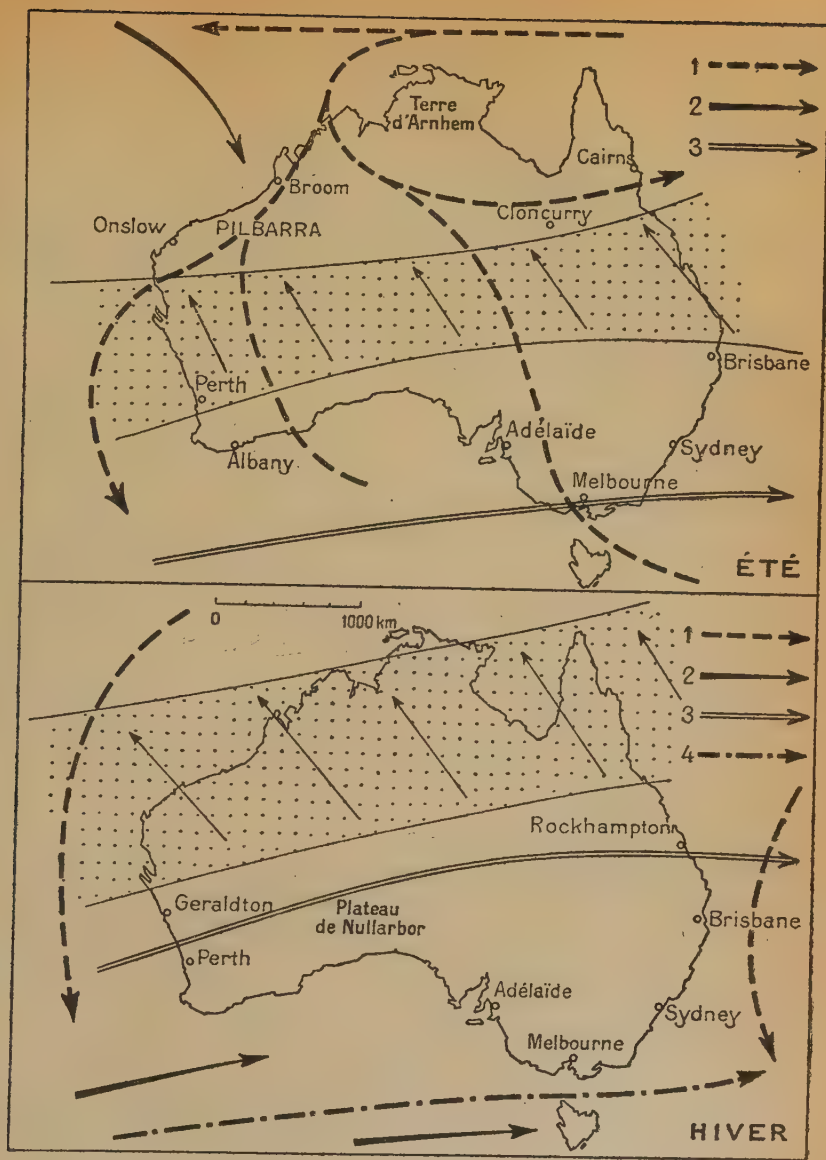 1
Terre
d'Arnhem
2
3
Cairns
Broom
Cloncurry
Onslow
PILBARRA
Brisbane
Perth
Adélaïde
Sydney
Albany
Melbourne
ÉTÉ
0 1000 km
1
2
3
4
Rockhampton
Geraldton
Plateau
de Nullarbor
Brisbane
Perth
Adélaïde
Sydney
Melbourne
HIVER